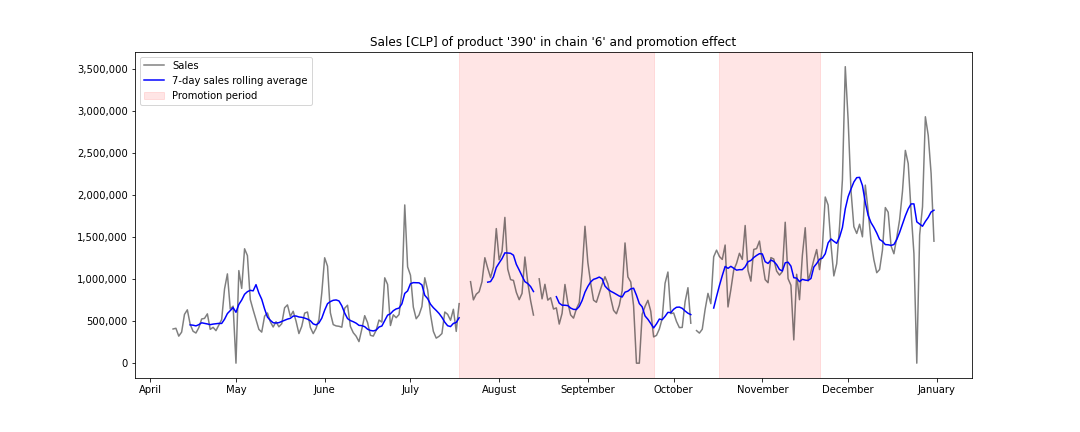 Sales [CLP] of product '390' in chain '6' and promotion effect
Sales
7-day sales rolling average
Promotion period
3,500,000
3,000,000
2,500,000
2,000,000
1,500,000
1,000,000
500,000
0
April May June July August September October November December January